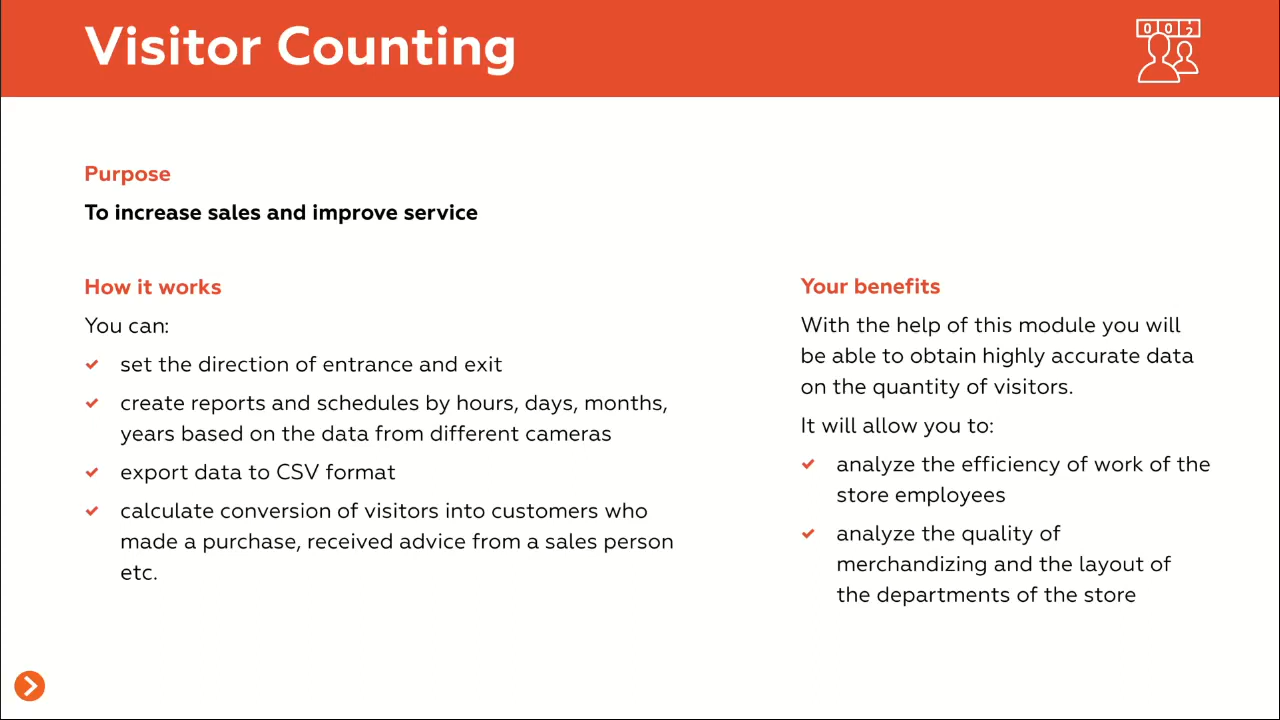 Visitor Counting
002
Purpose
To increase sales and improve service
How it works
You can:
set the direction of entrance and exit
create reports and schedules by hours, days, months,
years based on the data from different cameras
export data to CSV format
calculate conversion of visitors into customers who
made a purchase, received advice from a sales person
etc.
Your benefits
With the help of this module you will
be able to obtain highly accurate data
on the quantity of visitors.
It will allow you to:
analyze the efficiency of work of the
store employees
analyze the quality of
merchandizing and the layout of
the departments of the store